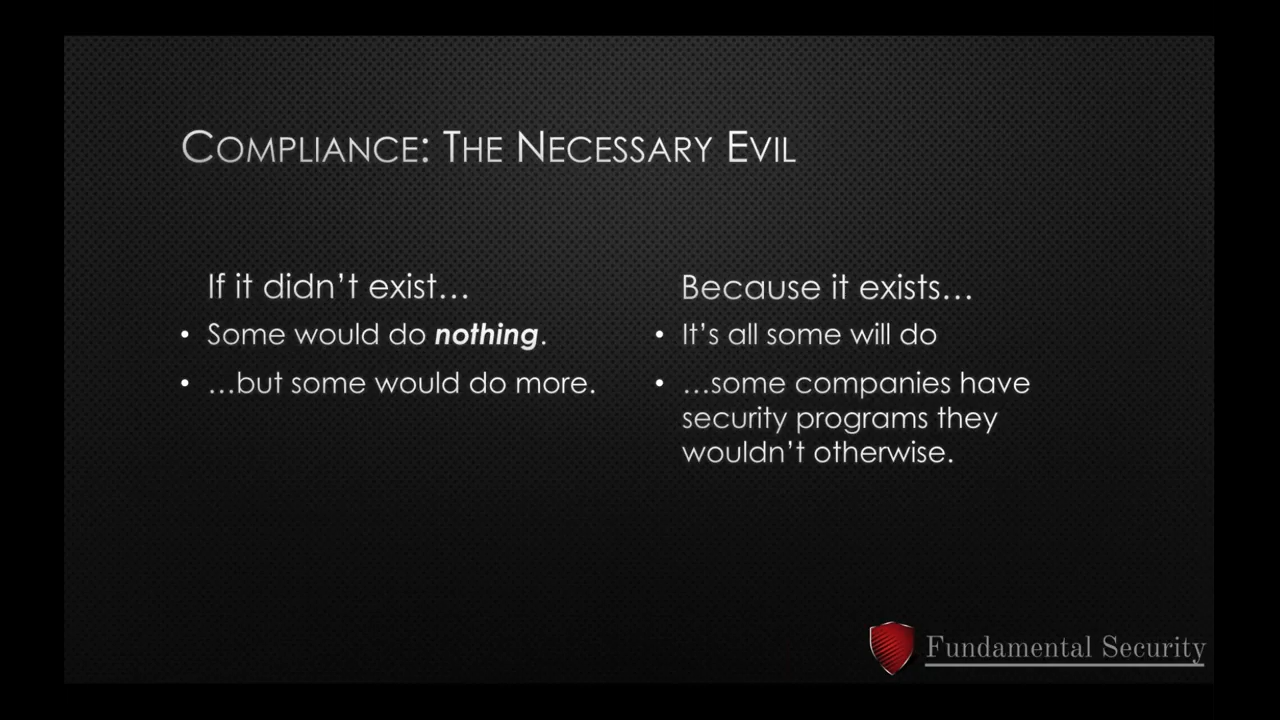 Compliance: The Necessary Evil
If it didn’t exist…
• Some would do nothing.
• …but some would do more.
Because it exists…
• It’s all some will do
• …some companies have
security programs they
wouldn’t otherwise.
Fundamental Security